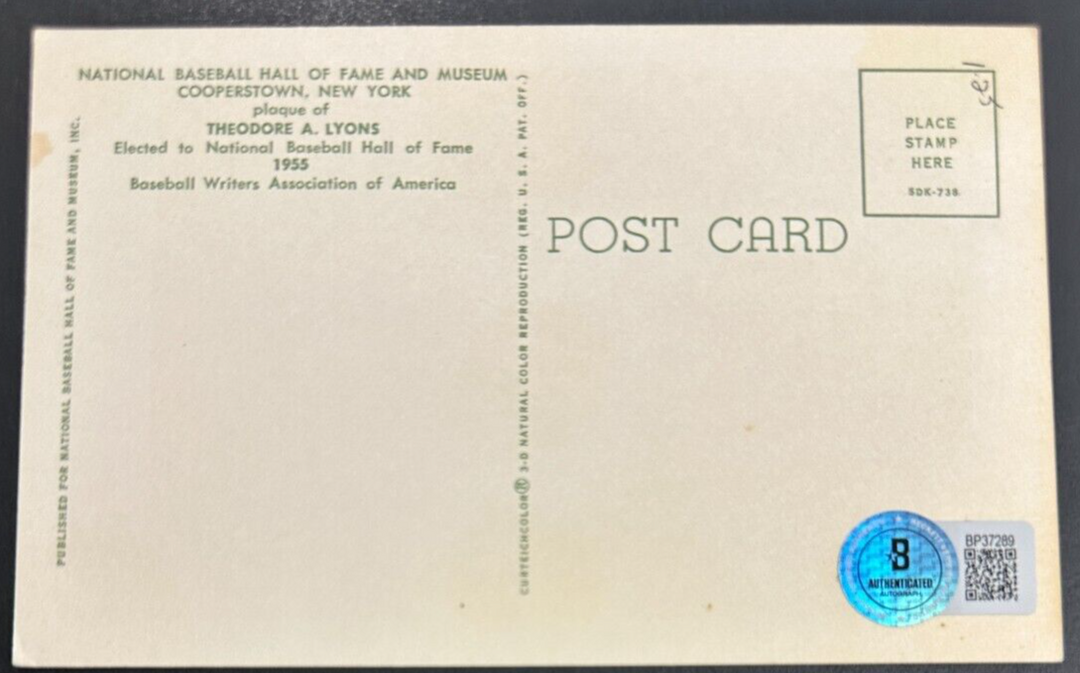 NATIONAL BASEBALL HALL OF FAME AND MUSEUM
COOPERSTOWN, NEW YORK
plaque of
THEODORE A. LYONS
Elected to National Baseball Hall of Fame
1955
Baseball Writers Association of America
PUBLISHED FOR NATIONAL BASEBALL HALL OF FAME AND MUSEUM, INC.
CURTEICHCOLOR® 3-D NATURAL COLOR REPRODUCTION (REG. U. S. A. PAT. OFF.)
POST CARD
PLACE
STAMP
HERE
5DK-738
B
AUTHENTICATED
AUTOGRAPH
BP37289